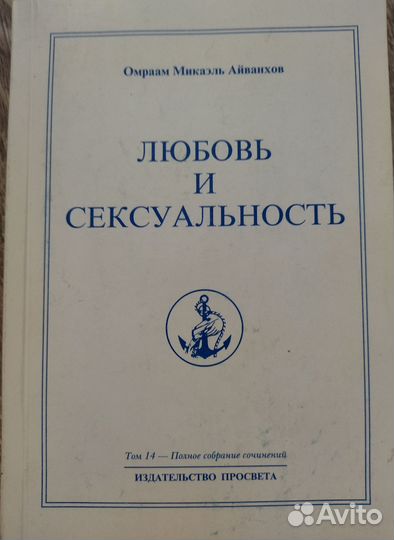 Омраам Микаэль Айванхов
ЛЮБОВЬ
И
СЕКСУАЛЬНОСТЬ
Том 14 — Полное собрание сочинений
ИЗДАТЕЛЬСТВО ПРОСВЕТА
Avito